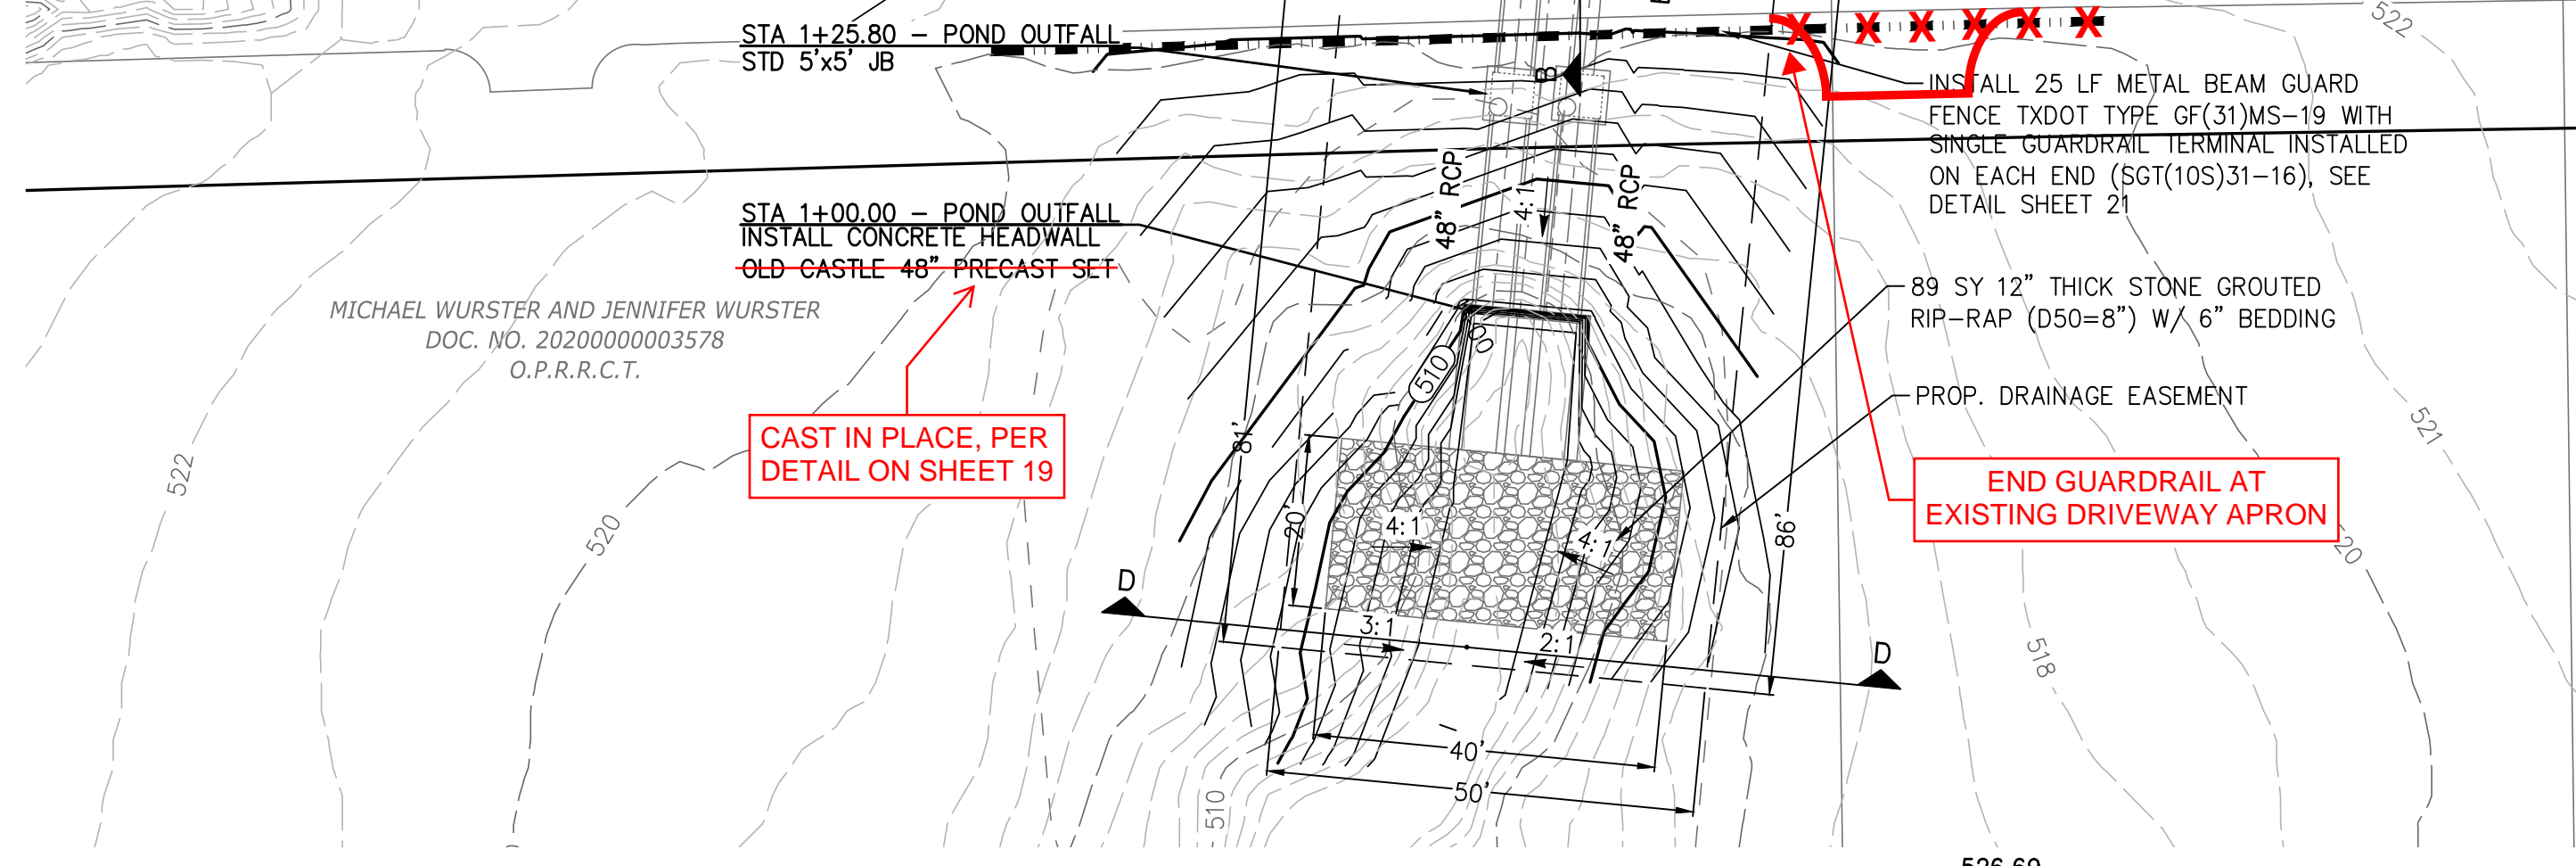 STA 1+25.80 – POND OUTFALL
STD 5'x5' JB
B
X X X X X X
522
INSTALL 25 LF METAL BEAM GUARD
FENCE TXDOT TYPE GF(31)MS–19 WITH
SINGLE GUARDRAIL TERMINAL INSTALLED
ON EACH END (SGT(10S)31–16), SEE
DETAIL SHEET 21
STA 1+00.00 – POND OUTFALL
INSTALL CONCRETE HEADWALL
OLD CASTLE 48" PRECAST SET
48" RCP
4:1
48" RCP
MICHAEL WURSTER AND JENNIFER WURSTER
DOC. NO. 20200000003578
O.P.R.R.C.T.
89 SY 12" THICK STONE GROUTED
RIP–RAP (D50=8") W/ 6" BEDDING
PROP. DRAINAGE EASEMENT
CAST IN PLACE, PER
DETAIL ON SHEET 19
END GUARDRAIL AT
EXISTING DRIVEWAY APRON
510
81'
20'
4:1
4:1
86'
522
520
521
20
518
D
D
3:1
2:1
40'
50'
510
526.69